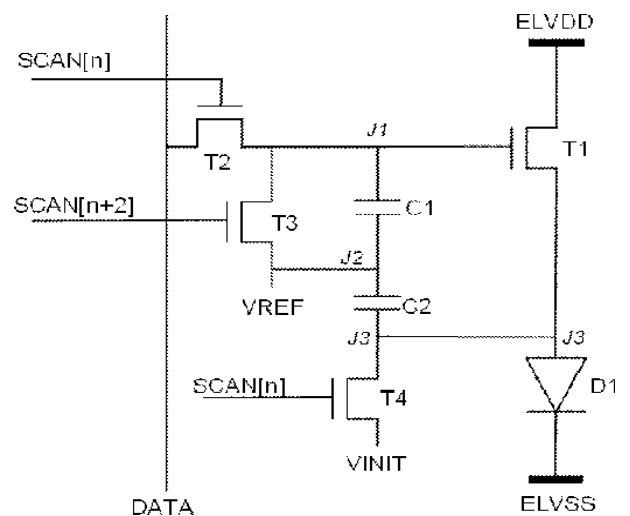 ELVDD
SCAN[n]
J1
T2
T1
SCAN[n+2]
T3
C1
J2
VREF
C2
J3
J3
SCAN[n]
T4
D1
VINIT
DATA
ELVSS